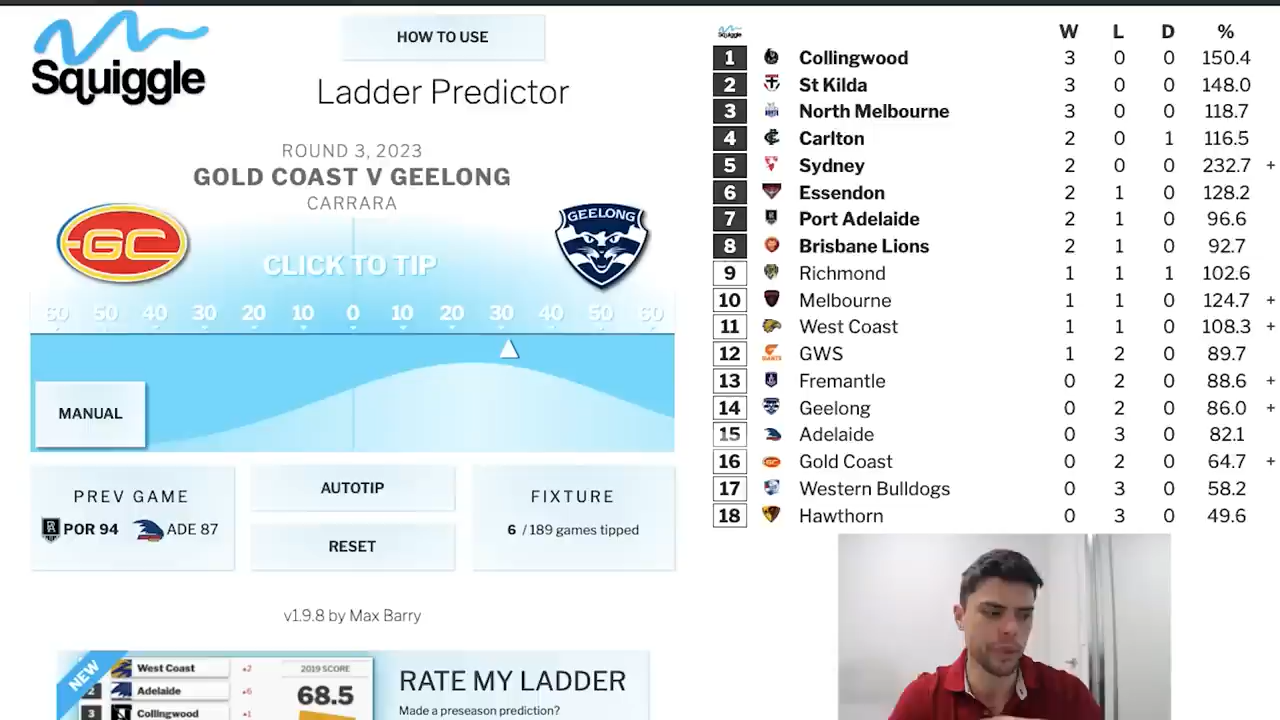 Squiggle
HOW TO USE
Ladder Predictor
ROUND 3, 2023
GOLD COAST V GEELONG
CARRARA
GC
GEELONG
CLICK TO TIP
60 50 40 30 20 10 0 10 20 30 40 50 60
MANUAL
PREV GAME
POR 94 ADE 87
AUTOTIP
RESET
FIXTURE
6 / 189 games tipped
v1.9.8 by Max Barry
NEW
West Coast +2
2 Adelaide +6
3 Collingwood +1
2019 SCORE
68.5
RATE MY LADDER
Made a preseason prediction?
Squiggle W L D %
1 Collingwood 3 0 0 150.4
2 St Kilda 3 0 0 148.0
3 North Melbourne 3 0 0 118.7
4 Carlton 2 0 1 116.5
5 Sydney 2 0 0 232.7 +
6 Essendon 2 1 0 128.2
7 Port Adelaide 2 1 0 96.6
8 Brisbane Lions 2 1 0 92.7
9 Richmond 1 1 1 102.6
10 Melbourne 1 1 0 124.7 +
11 West Coast 1 1 0 108.3 +
12 GWS 1 2 0 89.7
13 Fremantle 0 2 0 88.6 +
14 Geelong 0 2 0 86.0 +
15 Adelaide 0 3 0 82.1
16 Gold Coast 0 2 0 64.7 +
17 Western Bulldogs 0 3 0 58.2
18 Hawthorn 0 3 0 49.6